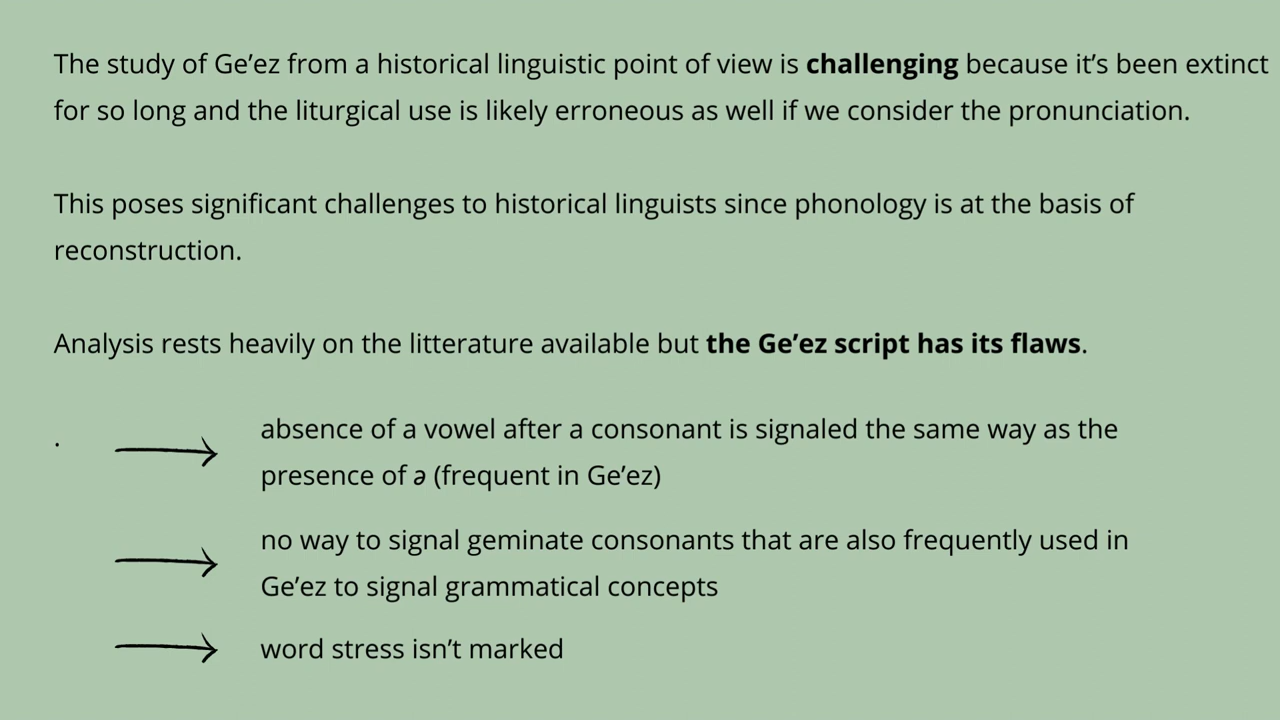 The study of Ge’ez from a historical linguistic point of view is challenging because it’s been extinct
for so long and the liturgical use is likely erroneous as well if we consider the pronunciation.
This poses significant challenges to historical linguists since phonology is at the basis of
reconstruction.
Analysis rests heavily on the litterature available but the Ge’ez script has its flaws.
.
absence of a vowel after a consonant is signaled the same way as the
presence of ə (frequent in Ge’ez)
no way to signal geminate consonants that are also frequently used in
Ge’ez to signal grammatical concepts
word stress isn’t marked